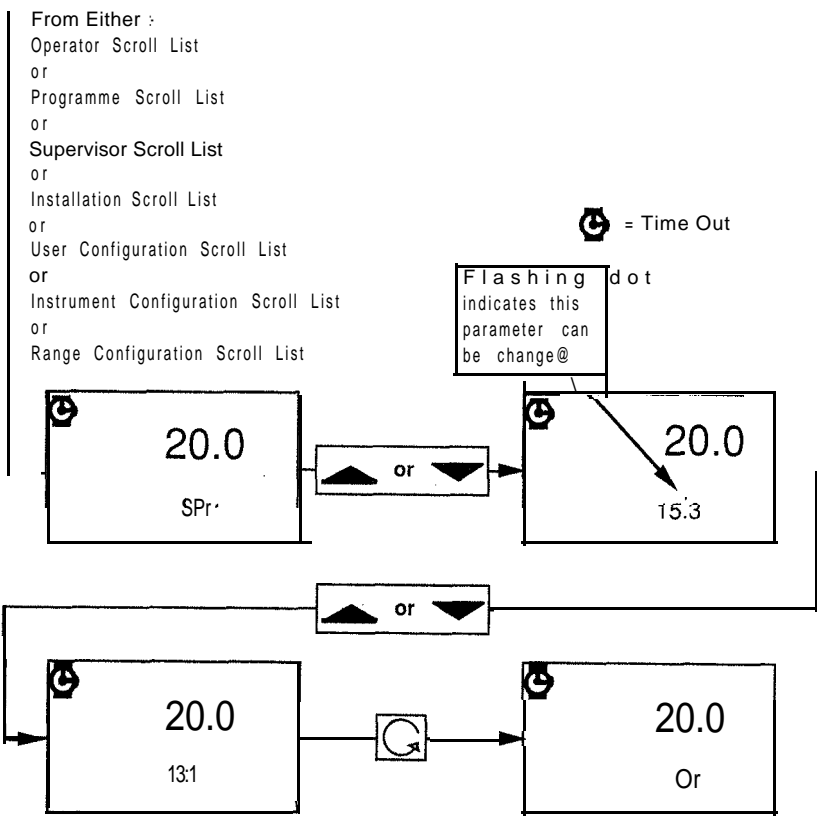 From Either :
Operator Scroll List
or
Programme Scroll List
or
Supervisor Scroll List
or
Installation Scroll List
or
User Configuration Scroll List
or
Instrument Configuration Scroll List
or
Range Configuration Scroll List
= Time Out
Flashing dot
indicates this
parameter can
be change@
20.0
SPr
or
20.0
15.3
or
20.0
13:1
20.0
Or